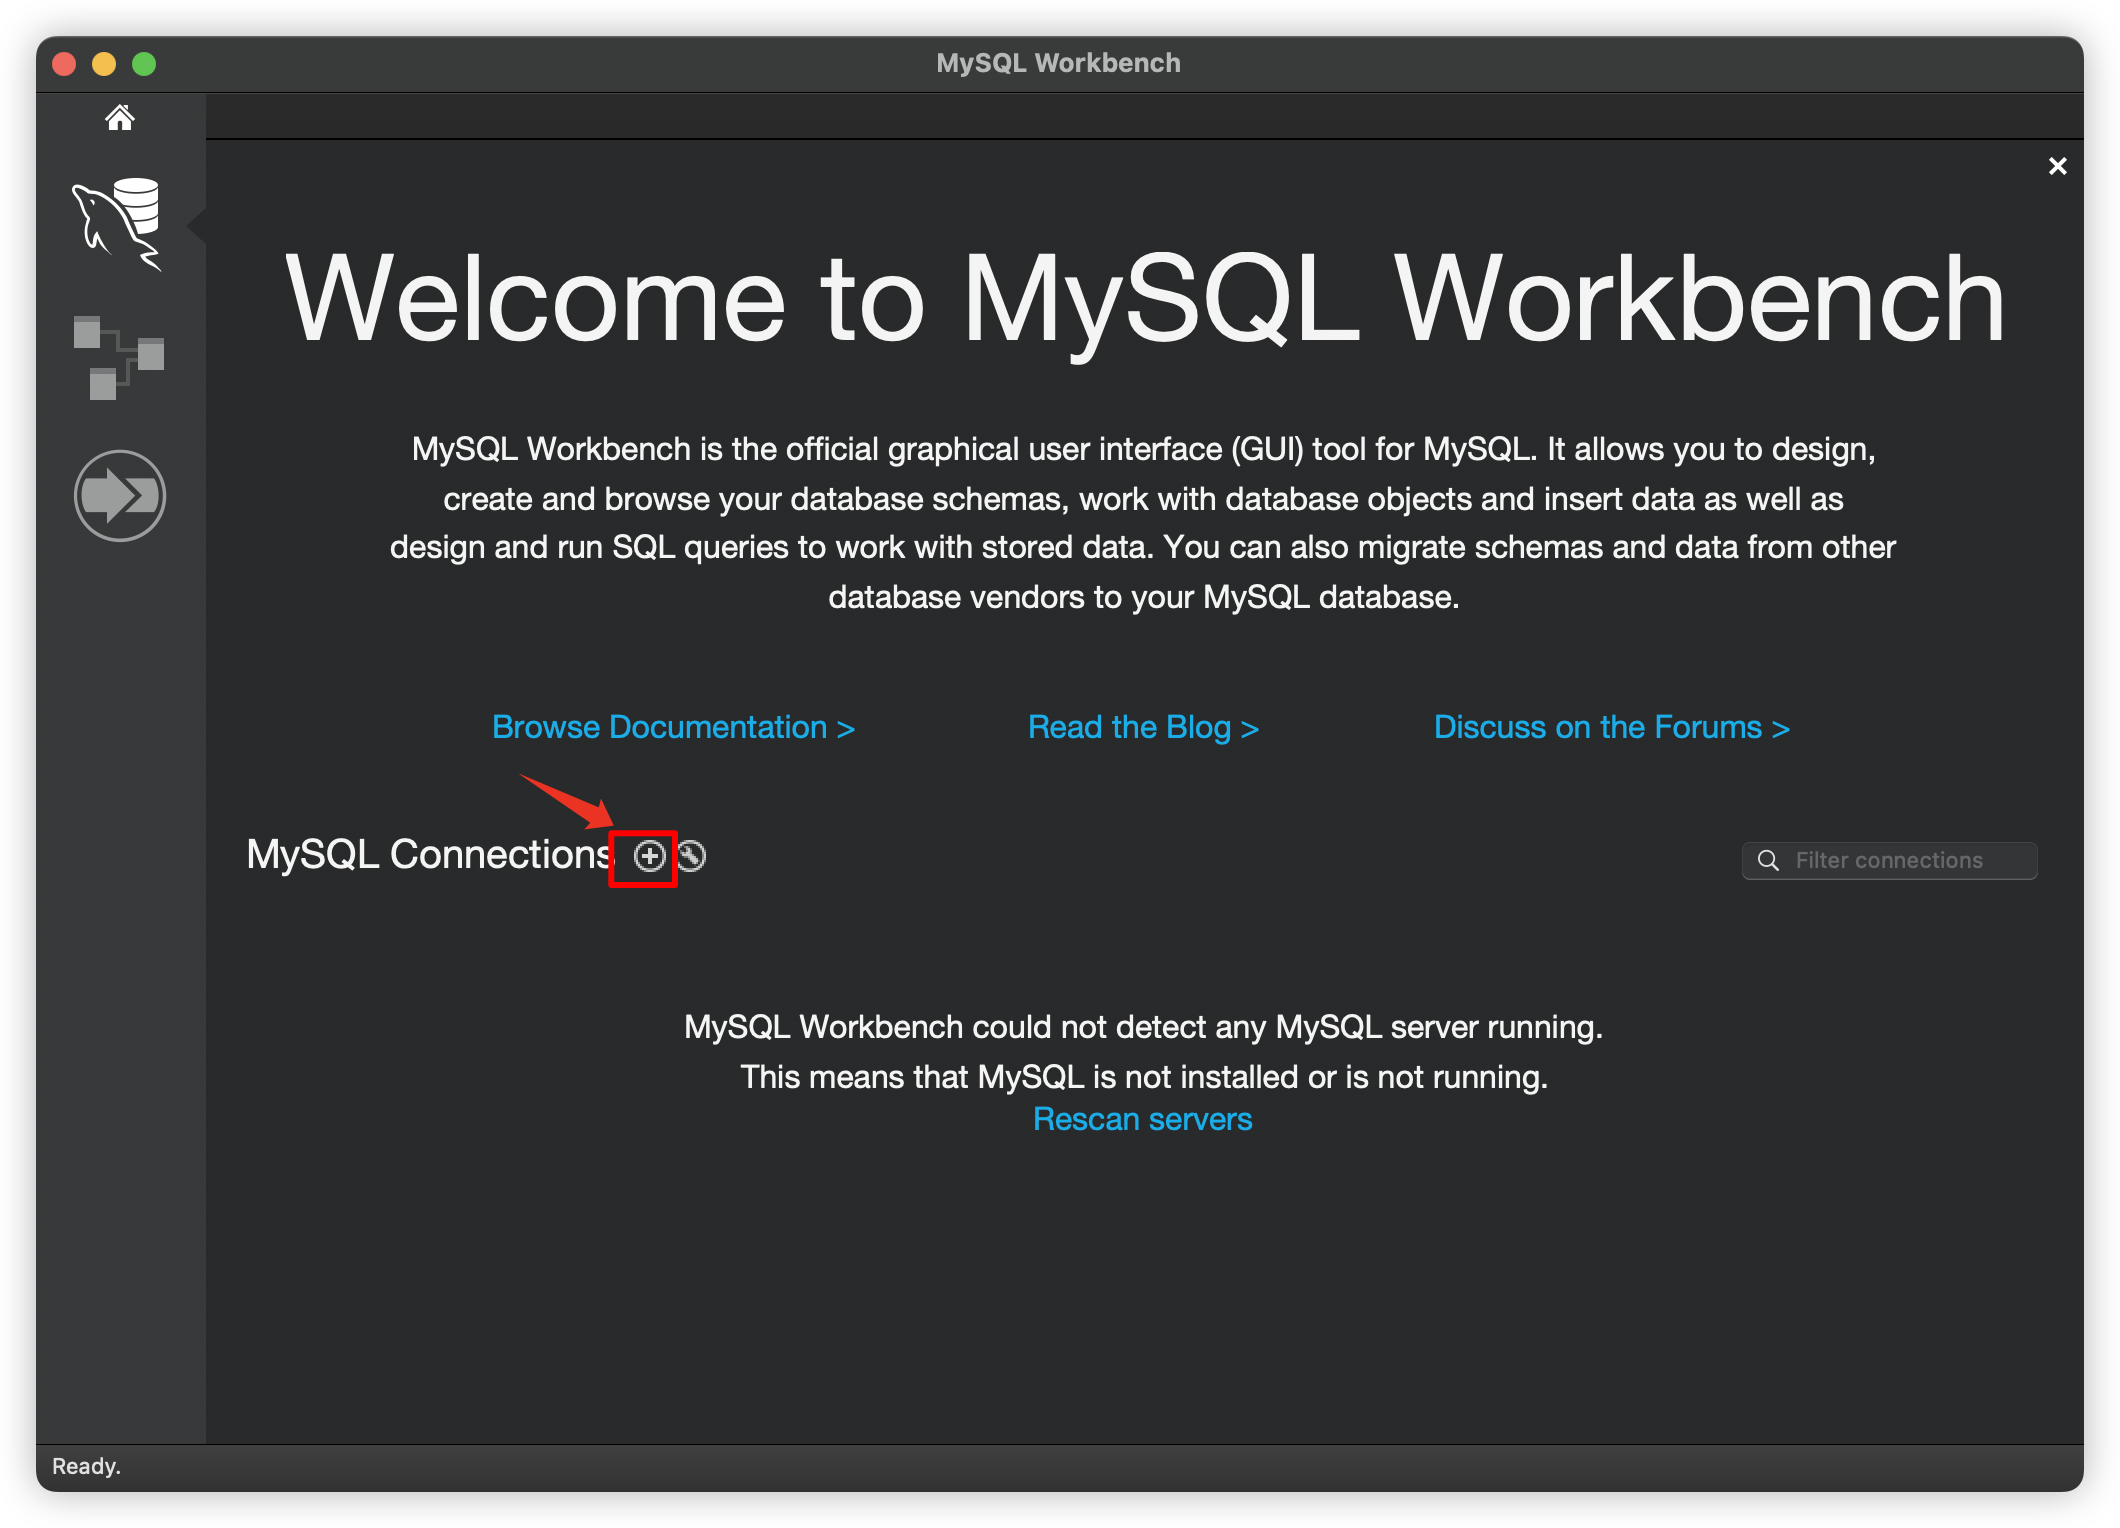 MySQL Workbench
Welcome to MySQL Workbench
MySQL Workbench is the official graphical user interface (GUI) tool for MySQL. It allows you to design,
create and browse your database schemas, work with database objects and insert data as well as
design and run SQL queries to work with stored data. You can also migrate schemas and data from other
database vendors to your MySQL database.
Browse Documentation >
Read the Blog >
Discuss on the Forums >
MySQL Connections
Filter connections
MySQL Workbench could not detect any MySQL server running.
This means that MySQL is not installed or is not running.
Rescan servers
Ready.